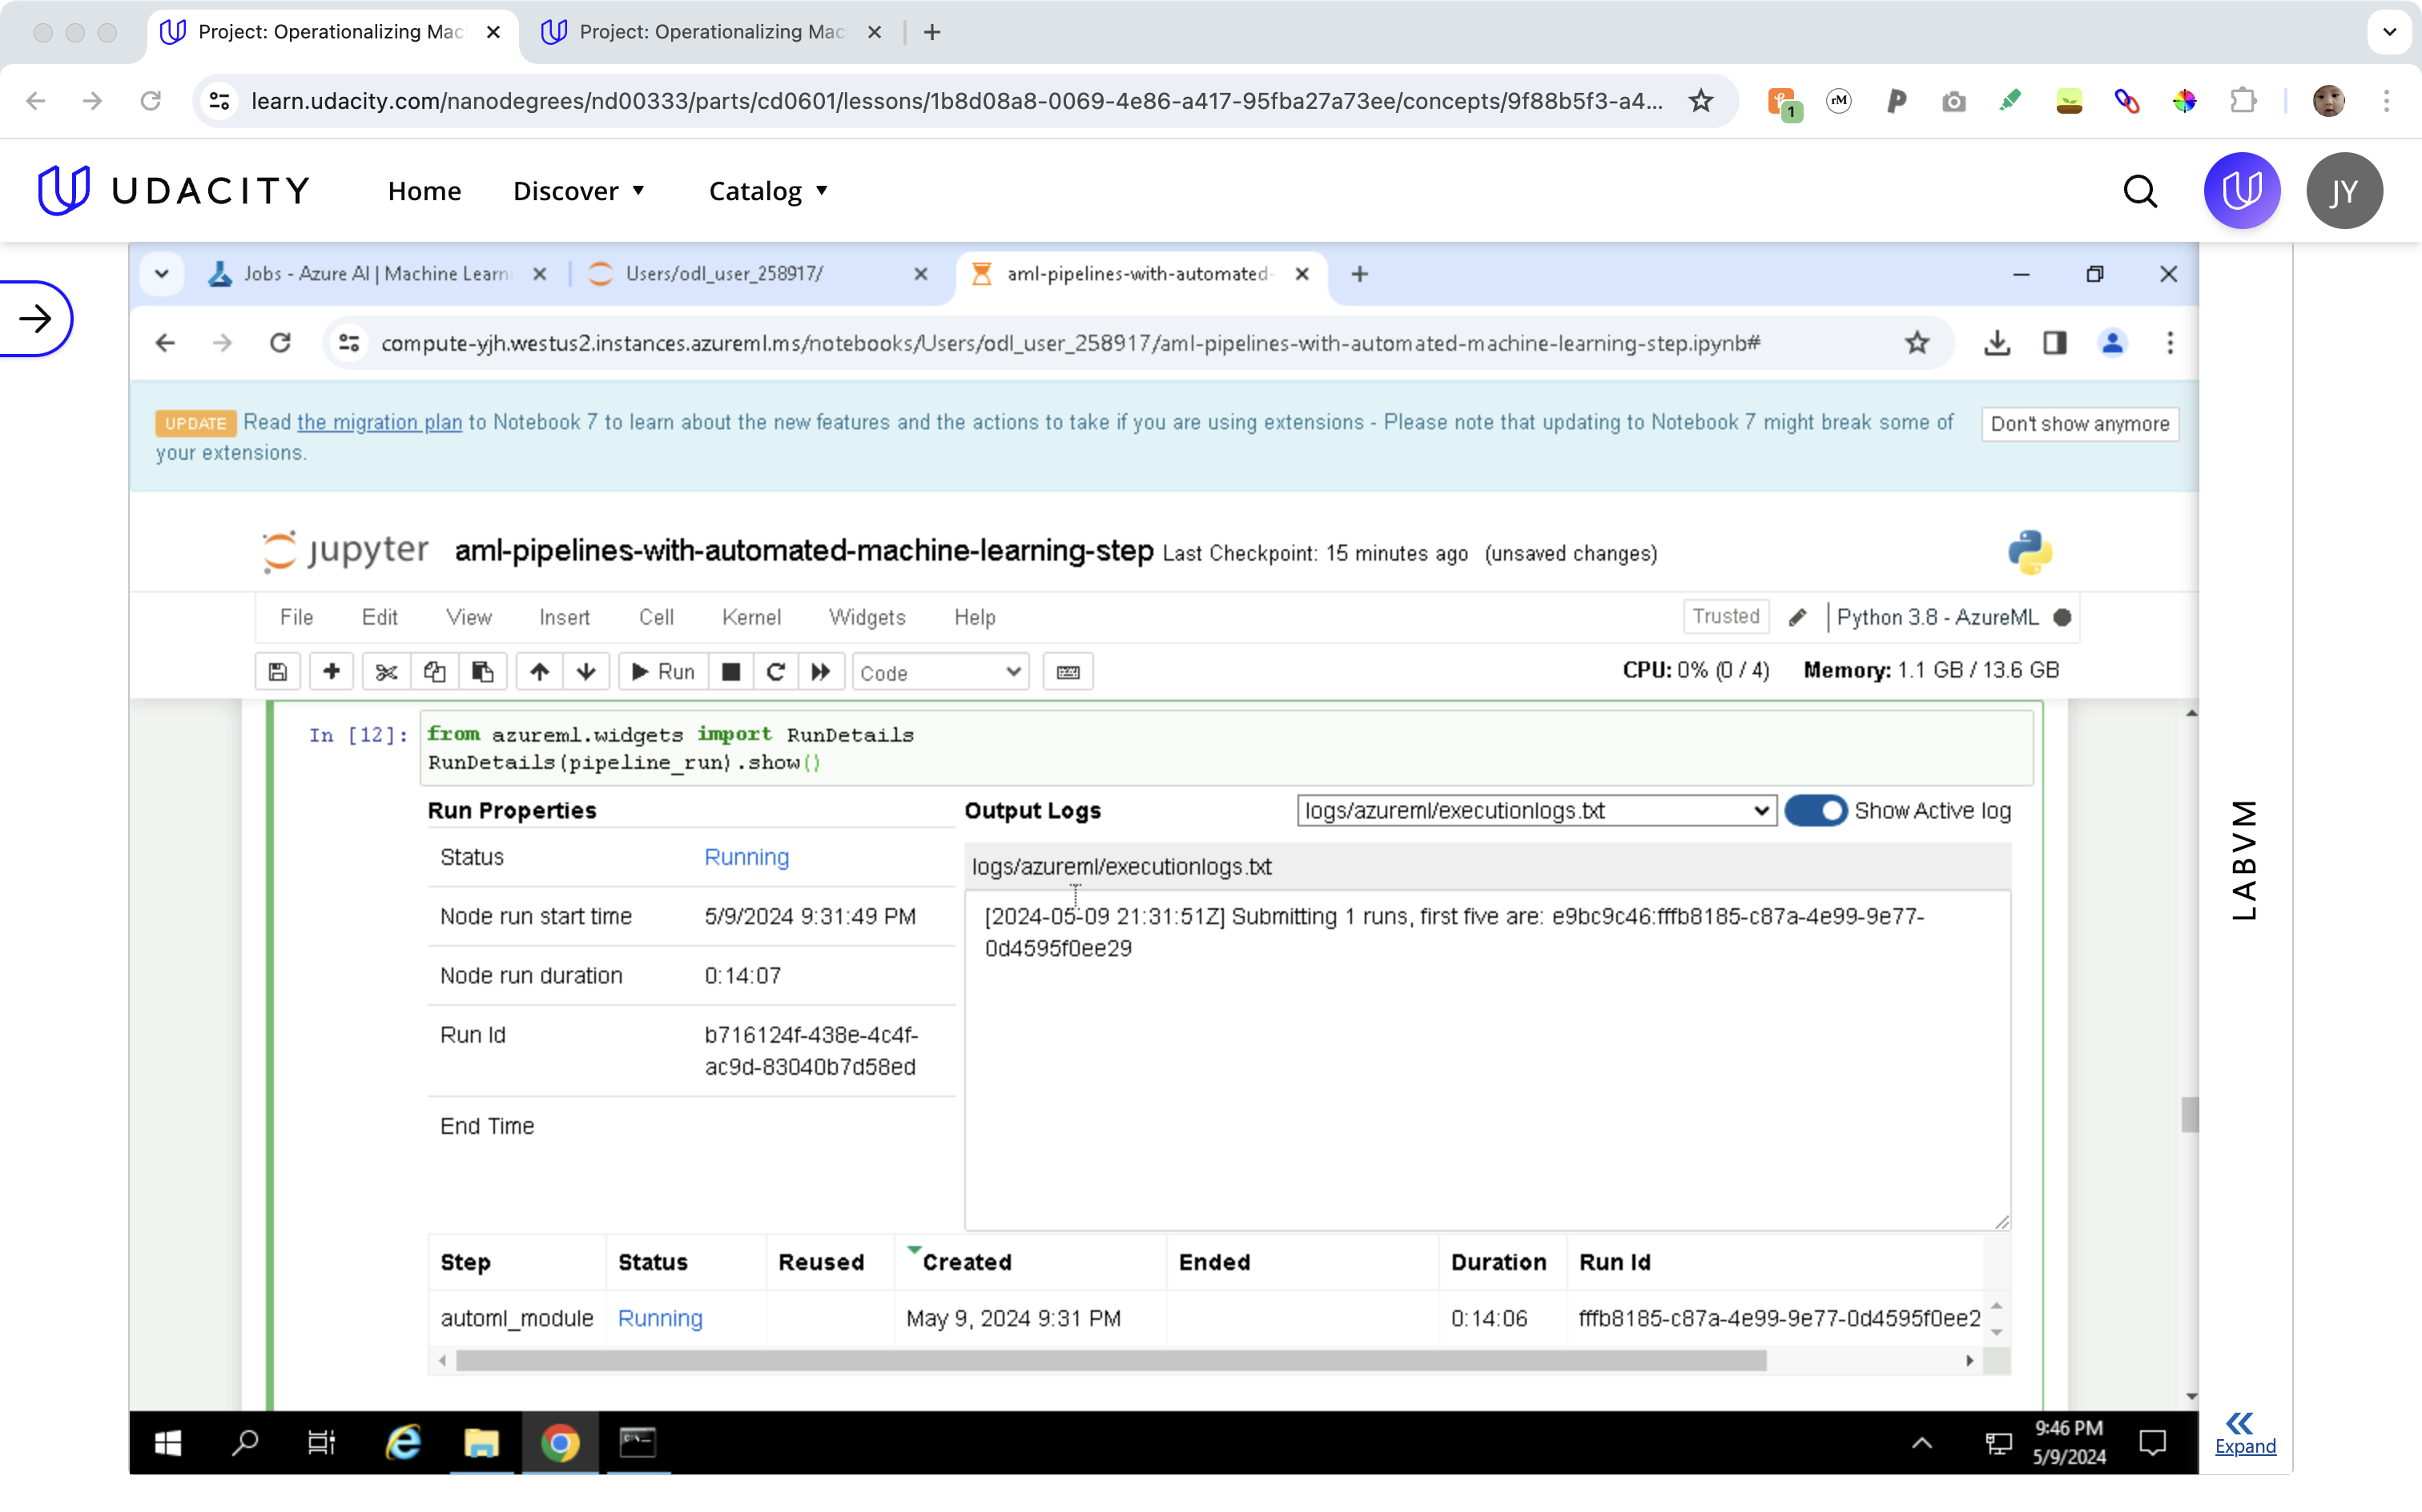 Project: Operationalizing Mac
Project: Operationalizing Mac
learn.udacity.com/nanodegrees/nd00333/parts/cd0601/lessons/1b8d08a8-0069-4e86-a417-95fba27a73ee/concepts/9f88b5f3-a4...
rM
1
UDACITY
Home
Discover
Catalog
JY
Jobs - Azure AI | Machine Learni
Users/odl_user_258917/
aml-pipelines-with-automated-
compute-yjh.westus2.instances.azureml.ms/notebooks/Users/odl_user_258917/aml-pipelines-with-automated-machine-learning-step.ipynb#
UPDATE Read the migration plan to Notebook 7 to learn about the new features and the actions to take if you are using extensions - Please note that updating to Notebook 7 might break some of
your extensions.
Don't show anymore
jupyter aml-pipelines-with-automated-machine-learning-step Last Checkpoint: 15 minutes ago (unsaved changes)
File Edit View Insert Cell Kernel Widgets Help
Trusted
Python 3.8 - AzureML
Run
Code
CPU: 0% (0 / 4) Memory: 1.1 GB / 13.6 GB
In [12]: from azureml.widgets import RunDetails
RunDetails(pipeline_run).show()
Run Properties
Status Running
Node run start time 5/9/2024 9:31:49 PM
Node run duration 0:14:07
Run Id b716124f-438e-4c4f-
ac9d-83040b7d58ed
End Time
Output Logs
logs/azureml/executionlogs.txt
Show Active log
logs/azureml/executionlogs.txt
[2024-05-09 21:31:51Z] Submitting 1 runs, first five are: e9bc9c46:fffb8185-c87a-4e99-9e77-
0d4595f0ee29
Step Status Reused Created Ended Duration Run Id
automl_module Running May 9, 2024 9:31 PM 0:14:06 fffb8185-c87a-4e99-9e77-0d4595f0ee2
LABVM
Expand
9:46 PM
5/9/2024